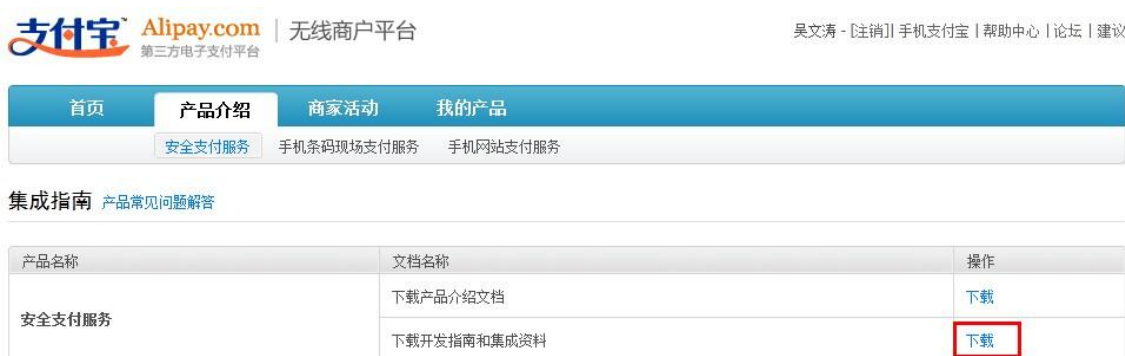 支付宝 Alipay.com 无线商户平台
第三方电子支付平台
吴文涛 - [注销]| 手机支付宝 | 帮助中心 | 论坛 | 建议
首页 产品介绍 商家活动 我的产品
安全支付服务 手机条码现场支付服务 手机网站支付服务
集成指南 产品常见问题解答
产品名称 文档名称 操作
下载产品介绍文档 下载
安全支付服务
下载开发指南和集成资料 下载